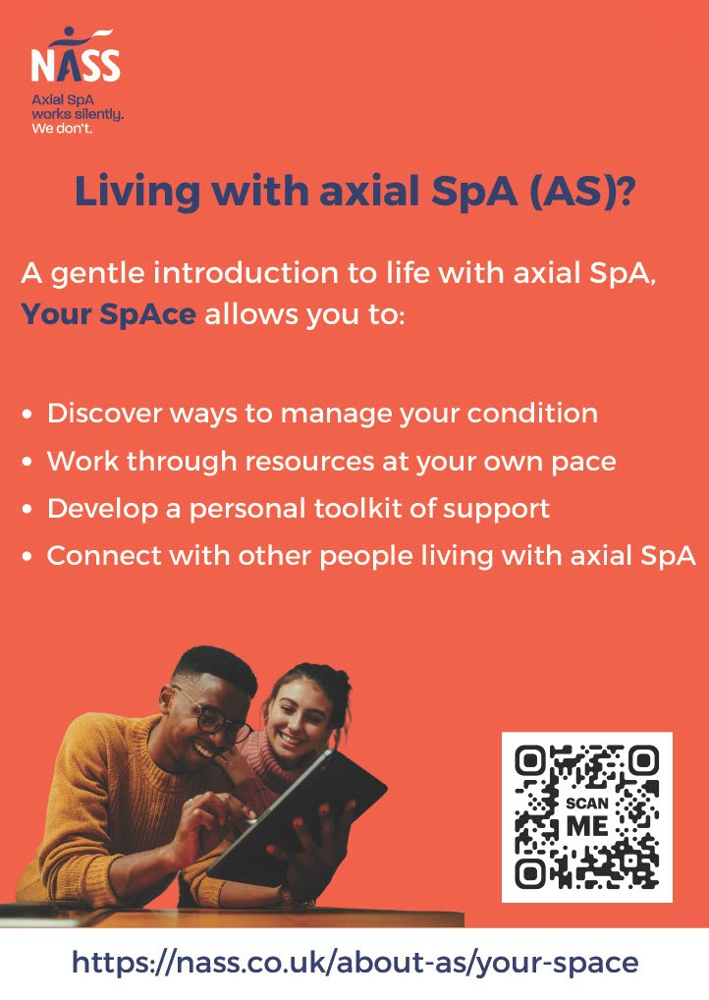 NASS
Axial SpA
works silently.
We don't.
Living with axial SpA (AS)?
A gentle introduction to life with axial SpA,
Your SpAce allows you to:
• Discover ways to manage your condition
• Work through resources at your own pace
• Develop a personal toolkit of support
• Connect with other people living with axial SpA
SCAN
ME
https://nass.co.uk/about-as/your-space